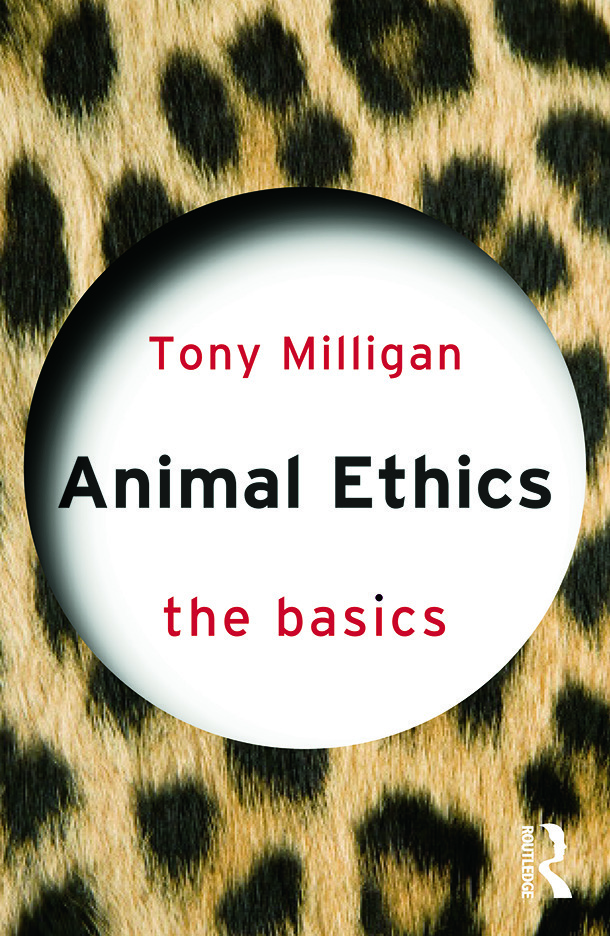 Tony Milligan
Animal Ethics
the basics
ROUTLEDGE